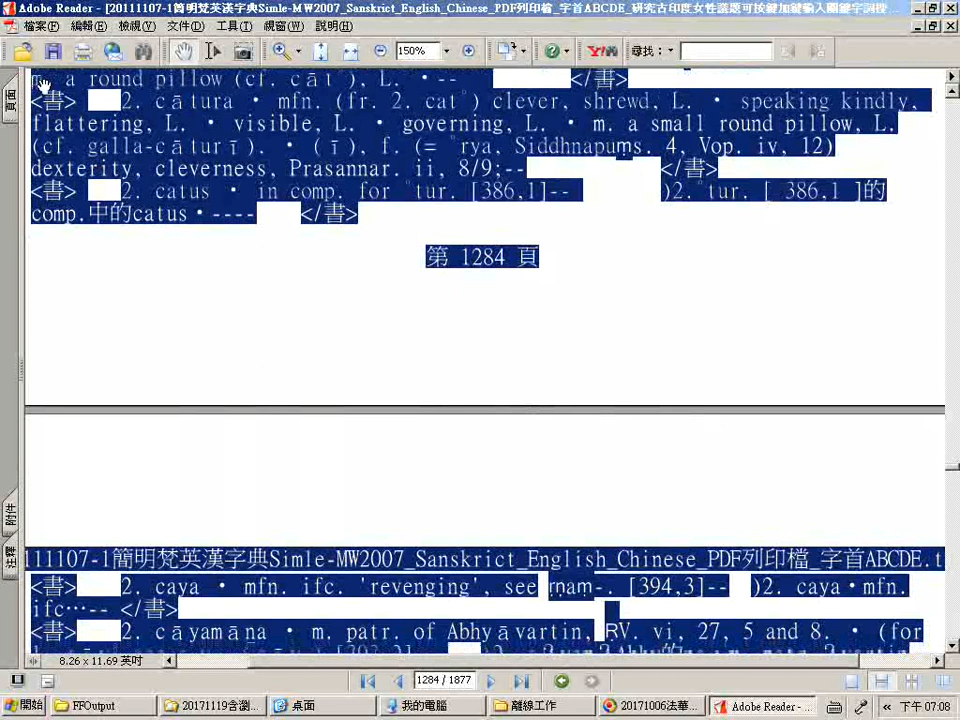 Adobe Reader - [20111107-1簡明梵英漢字典Simle-MW2007_Sanskrict_English_Chinese_PDF列印檔_字首ABCDE_研究古印度女性議題可按鍵加鍵輸入關鍵字詞搜
檔案(F) 編輯(E) 檢視(V) 文件(D) 工具(T) 視窗(W) 說明(H)
150% 尋找:
頁面
m. a round pillow (cf. cāt°), L. ·-- </書>
<書> 2. cātura · mfn. (fr. 2. cat°) clever, shrewd, L. · speaking kindly,
flattering, L. · visible, L. · governing, L. · m. a small round pillow, L.
(cf. galla-cāturī). · (ī), f. (= °rya, Siddhnapuṃs. 4, Vop. iv, 12)
dexterity, cleverness, Prasannar. ii, 8/9;-- </書>
<書> 2. catus · in comp. for °tur. [386,1]-- )2.°tur. [ 386,1 ]的
comp.中的catus·---- </書>
第 1284 頁
附件
注釋
111107-1簡明梵英漢字典Simle-MW2007_Sanskrict_English_Chinese_PDF列印檔_字首ABCDE.t
<書> 2. caya · mfn. ifc. 'revenging', see ṛṇaṃ-. [394,3]-- )2. caya·mfn.
ifc…-- </書>
<書> 2. cāyamāna · m. patr. of Abhyāvartin, RV. vi, 27, 5 and 8. · (for
8.26 x 11.69 英吋
1284 / 1877
開始 FFOutput 20171119含瀏... 桌面 我的電腦 離線工作 20171006法華... Adobe Reader - ... 下午 07:08